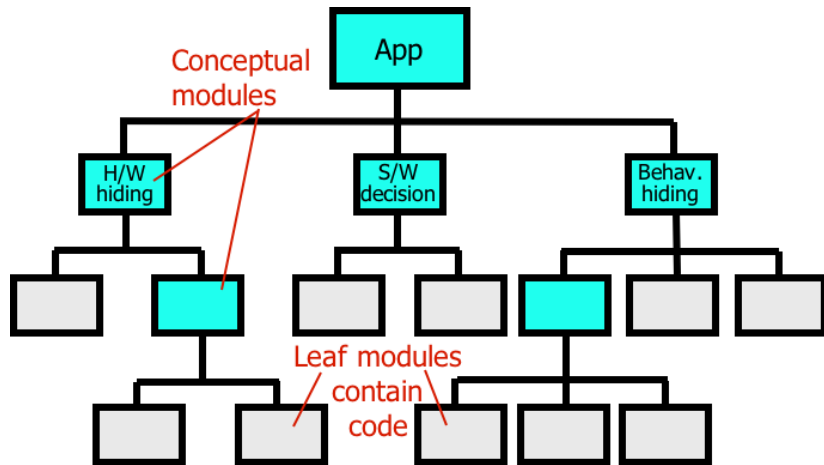 App
Conceptual
modules
H/W
hiding
S/W
decision
Behav.
hiding
Leaf modules
contain
code